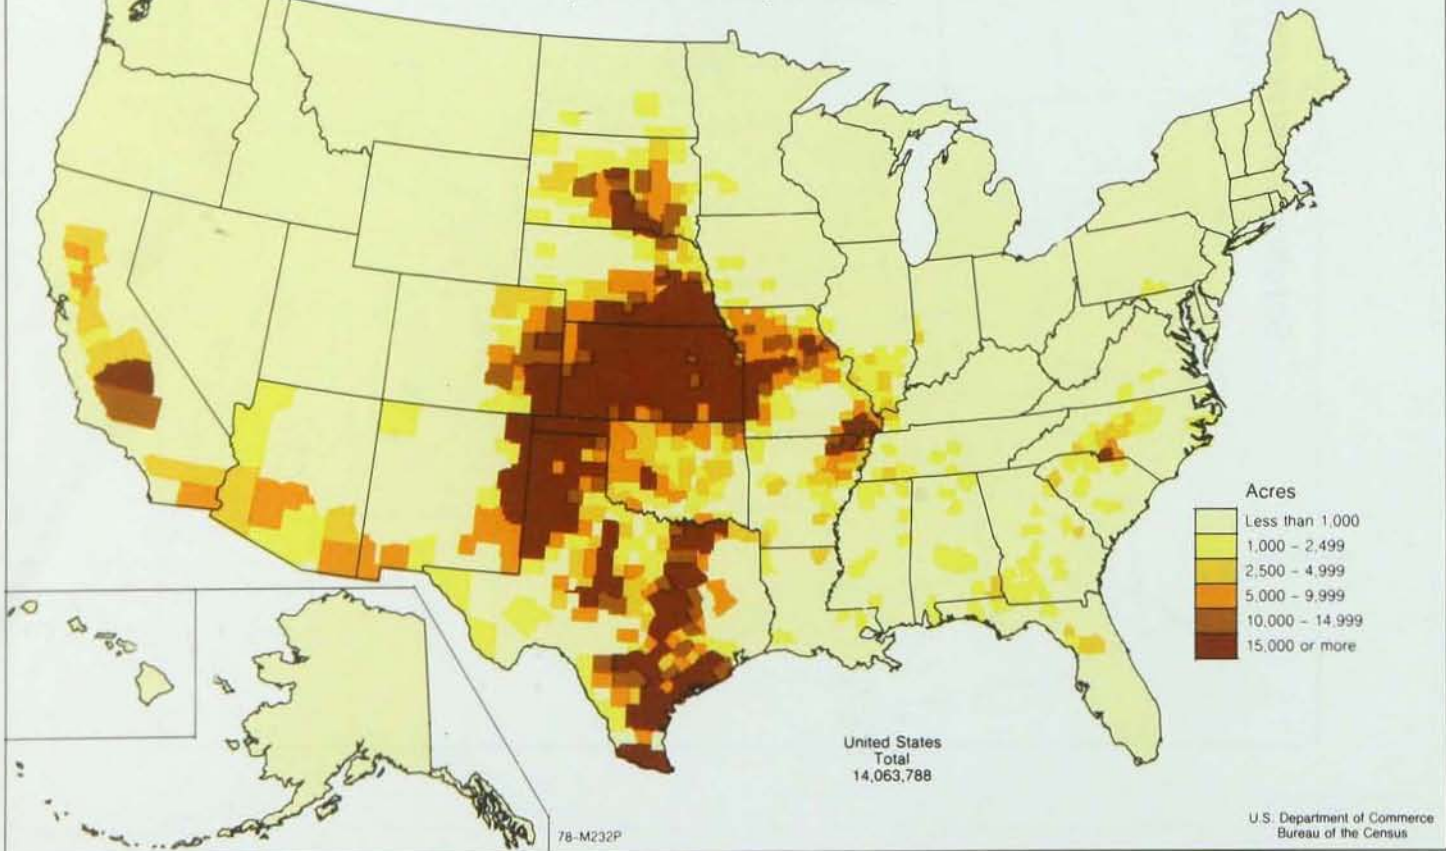 Acres
Less than 1,000
1,000 – 2,499
2,500 – 4,999
5,000 – 9,999
10,000 – 14,999
15,000 or more
United States
Total
14,063,788
78-M232P
U.S. Department of Commerce
Bureau of the Census